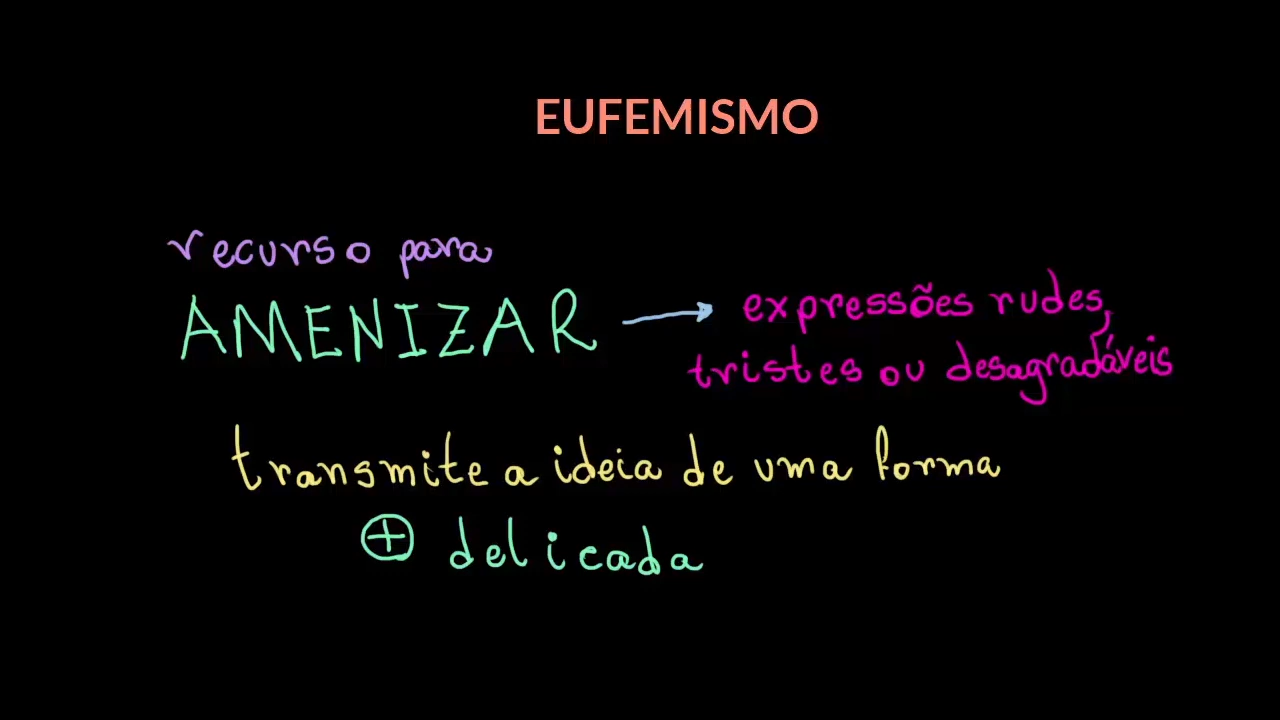 EUFEMISMO
recurso para
AMENIZAR → expressões rudes,
tristes ou desagradáveis
transmite a ideia de uma forma
⊕ delicada